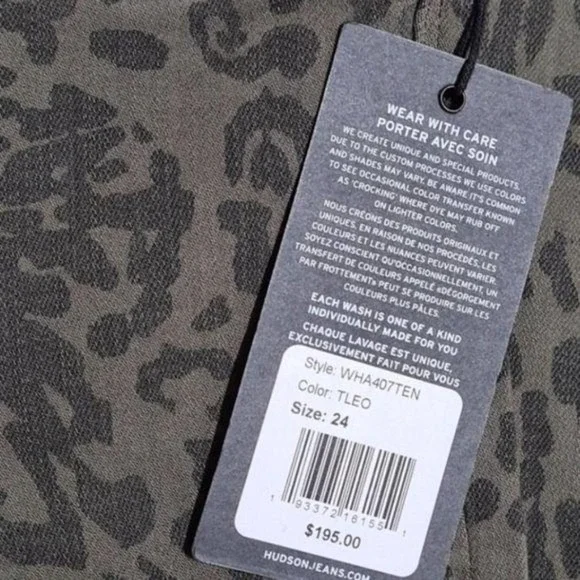 WEAR WITH CARE
PORTER AVEC SOIN
WE CREATE UNIQUE AND SPECIAL PRODUCTS.
DUE TO THE CUSTOM PROCESSES WE USE COLORS
AND SHADES MAY VARY. BE AWARE IT'S COMMON
TO SEE OCCASIONAL COLOR TRANSFER KNOWN
AS 'CROCKING' WHERE DYE MAY RUB OFF
ON LIGHTER COLORS.
NOUS CRÉONS DES PRODUITS ORIGINAUX ET
UNIQUES, EN RAISON DE NOS PROCÉDÉS, LES
COULEURS ET LES NUANCES PEUVENT VARIER.
SOYEZ CONSCIENT QU'OCCASIONNELLEMENT, UN
TRANSFERT DE COULEURS APPELÉ «DÉGORGEMENT
PAR FROTTEMENT» PEUT SE PRODUIRE SUR LES
COULEURS PLUS PÂLES.
EACH WASH IS ONE OF A KIND
INDIVIDUALLY MADE FOR YOU
CHAQUE LAVAGE EST UNIQUE,
EXCLUSIVEMENT FAIT POUR VOUS
Style: WHA407TEN
Color: TLEO
Size: 24
1 93372 16155 1
$195.00
HUDSONJEANS.COM